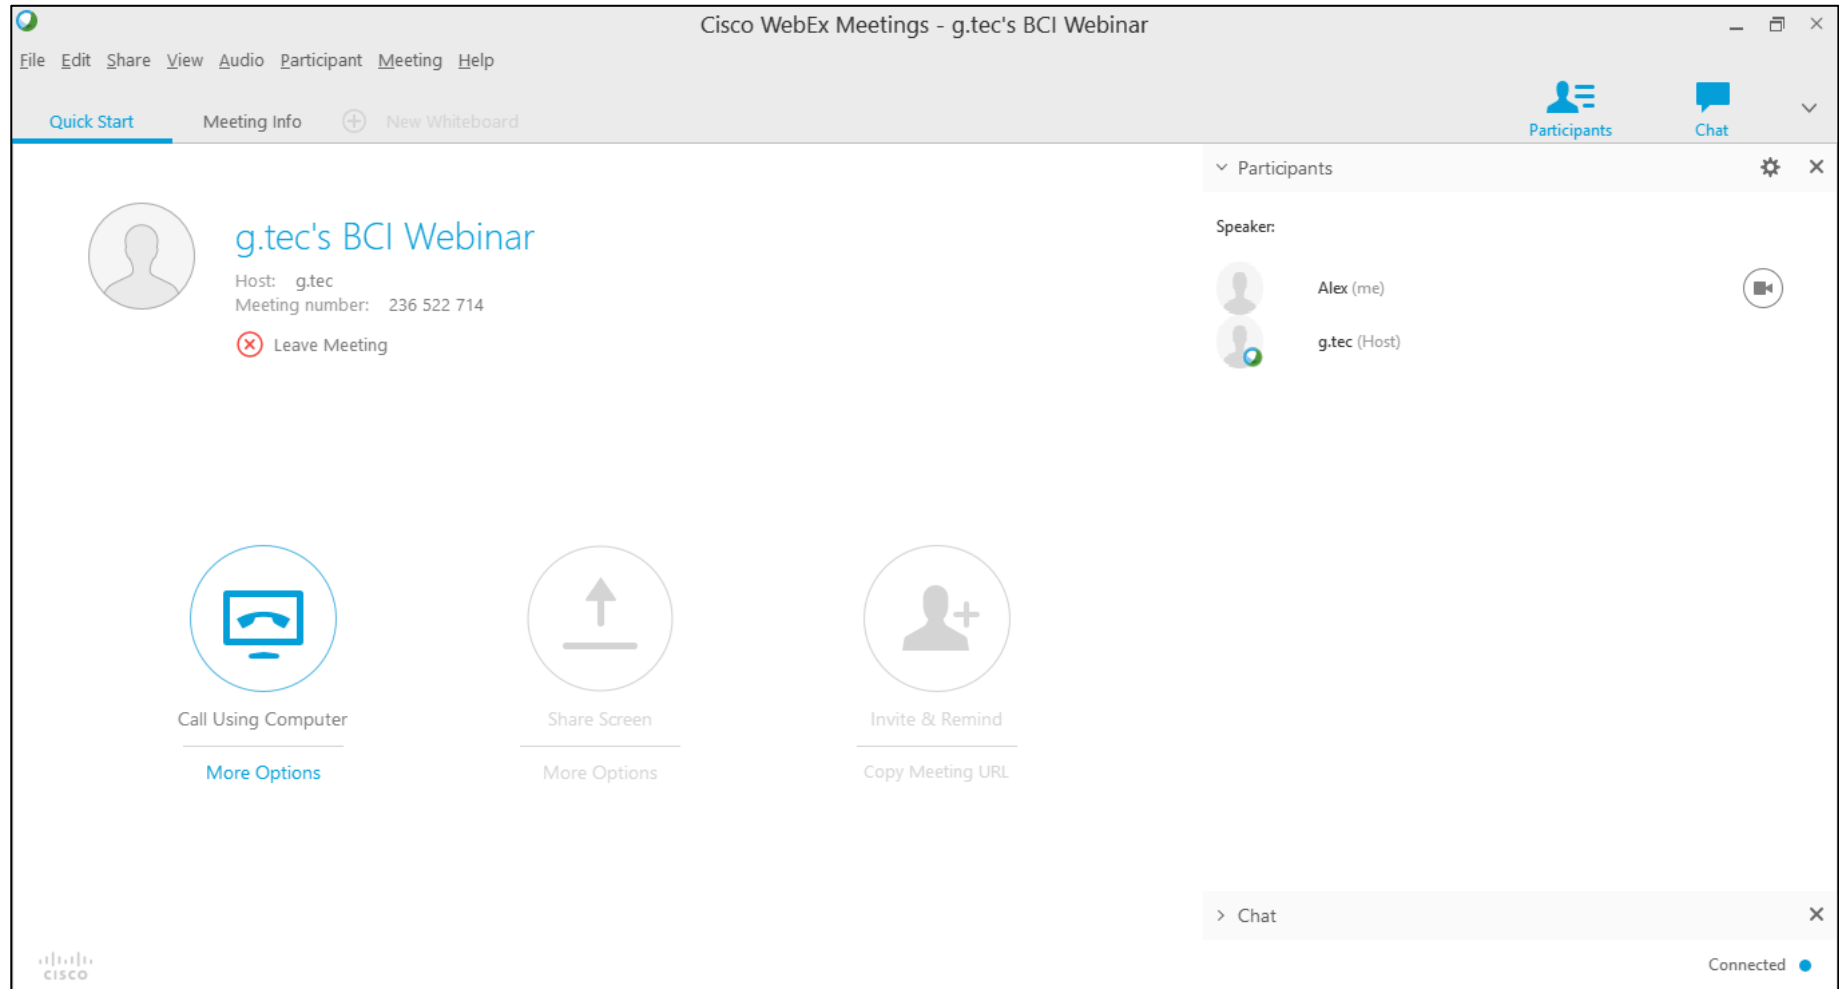 Cisco WebEx Meetings - g.tec's BCI Webinar
File Edit Share View Audio Participant Meeting Help
Quick Start Meeting Info New Whiteboard
Participants Chat
Participants
g.tec's BCI Webinar
Host: g.tec
Meeting number: 236 522 714
Leave Meeting
Speaker:
Alex (me)
g.tec (Host)
Call Using Computer
More Options
Share Screen
More Options
Invite & Remind
Copy Meeting URL
Chat
CISCO
Connected